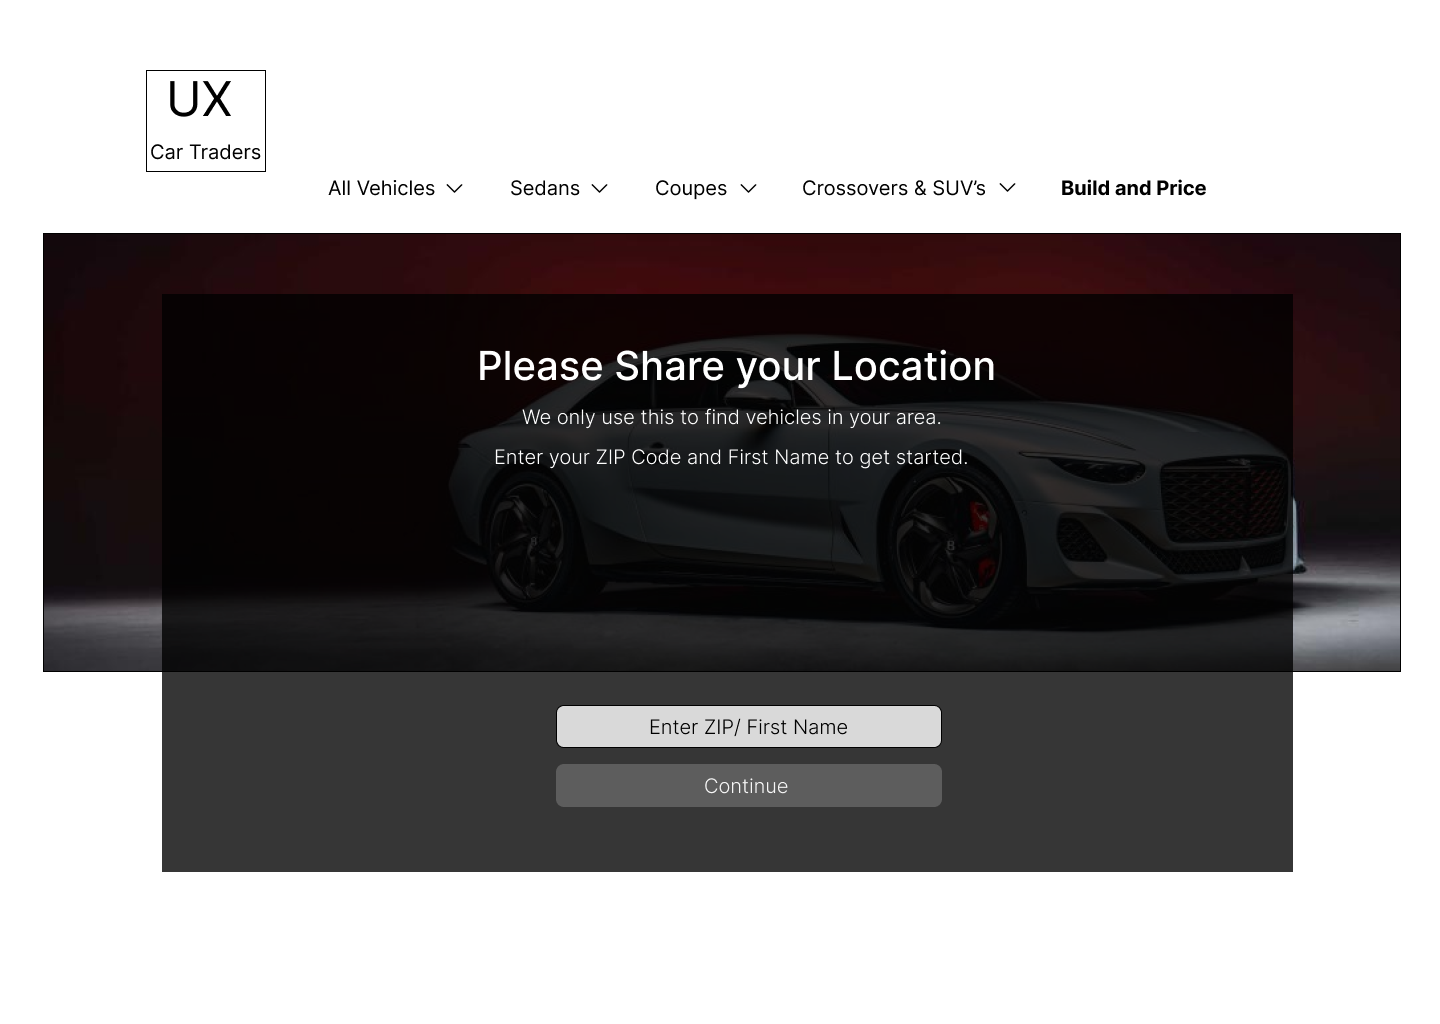 UX
Car Traders
All Vehicles Sedans Coupes Crossovers & SUV’s Build and Price
Please Share your Location
We only use this to find vehicles in your area.
Enter your ZIP Code and First Name to get started.
Enter ZIP/ First Name
Continue